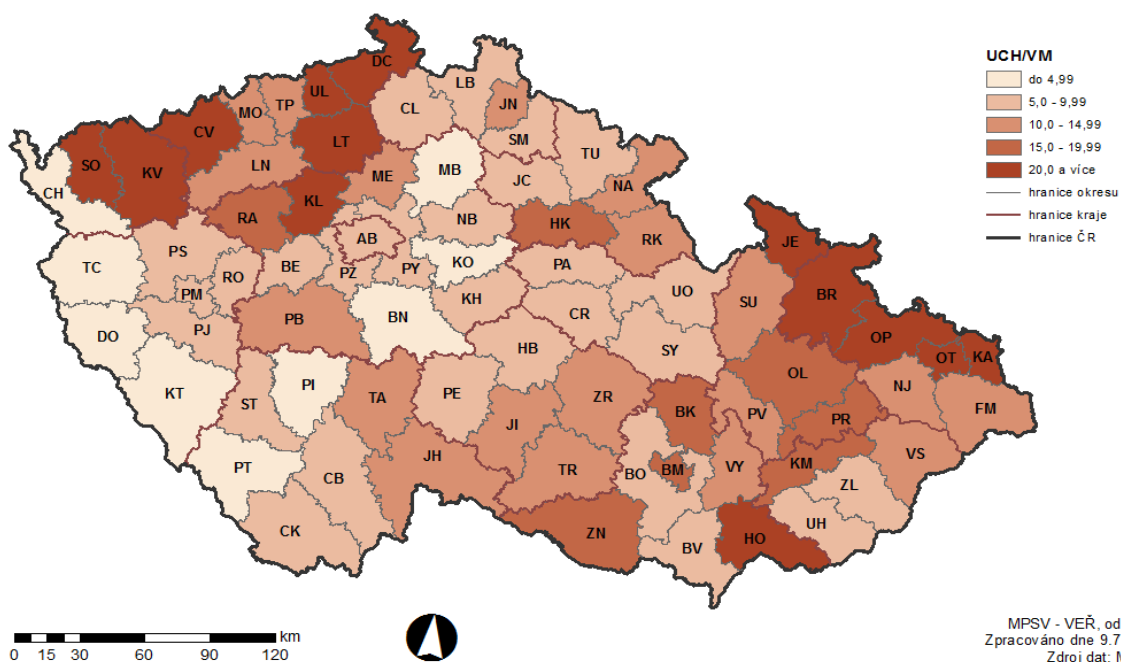 UCH/VM
do 4,99
5,0 - 9,99
10,0 - 14,99
15,0 - 19,99
20,0 a více
hranice okresu
hranice kraje
hranice ČR
DC
LB
UL
JN
MO
TP
CL
CV
LT
SM
TU
SO
KV
LN
ME
MB
JC
NA
CH
RA
KL
NB
HK
RK
AB
JE
PS
BE
PZ
PY
KO
PA
TC
RO
BR
PM
KH
UO
SU
PB
BN
CR
OP
DO
PJ
HB
SY
OT
KA
KT
PI
OL
NJ
ST
TA
PE
ZR
BK
PV
PR
FM
JI
PT
CB
JH
TR
BO
BM
VY
KM
VS
ZL
CK
ZN
BV
HO
UH
km
0 15 30 60 90 120
MPSV - VEŘ, od
Zpracováno dne 9.7
Zdroj dat: M